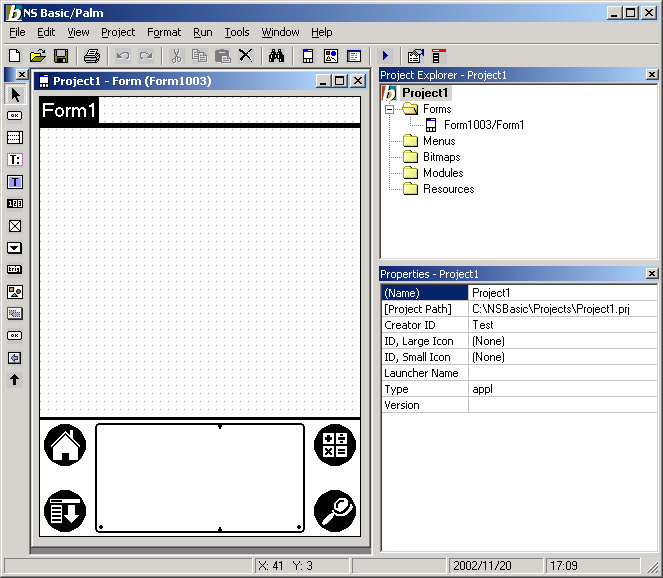 NS Basic/Palm
File Edit View Project Format Run Tools Window Help
Project1 - Form (Form1003)
Form1
OK
T:
T
Project Explorer - Project1
Project1
Forms
Form1003/Form1
Menus
Bitmaps
Modules
Resources
Properties - Project1
(Name) Project1
[Project Path] C:\NSBasic\Projects\Project1.prj
Creator ID Test
ID, Large Icon (None)
ID, Small Icon (None)
Launcher Name
Type appl
Version
X: 41 Y: 3
2002/11/20
17:09